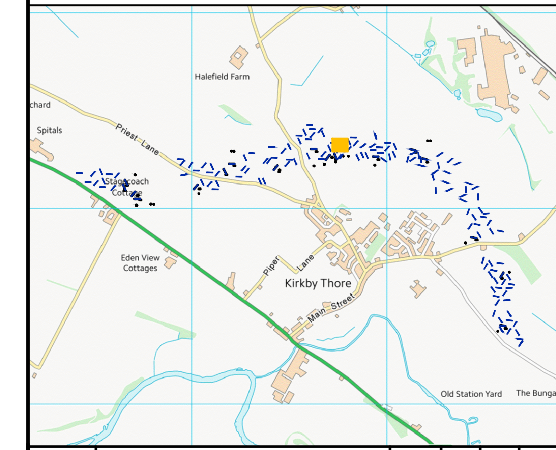 Halefield Farm
chard
Spitals
Priest Lane
Stagecoach
Cottage
Eden View
Cottages
Piper Lane
Kirkby Thore
Main Street
Old Station Yard
The Bunga